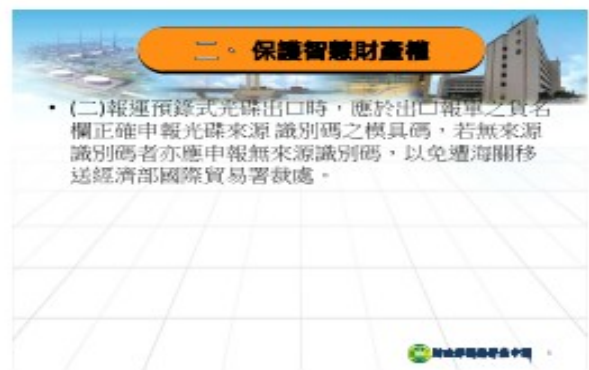 二、保護智慧財產權
• (二)報運預錄式光碟出口時，應於出口報單之貨名
欄正確申報光碟來源 識別碼之模具碼，若無來源
識別碼者亦應申報無來源識別碼，以免遭海關移
送經濟部國際貿易署裁處。